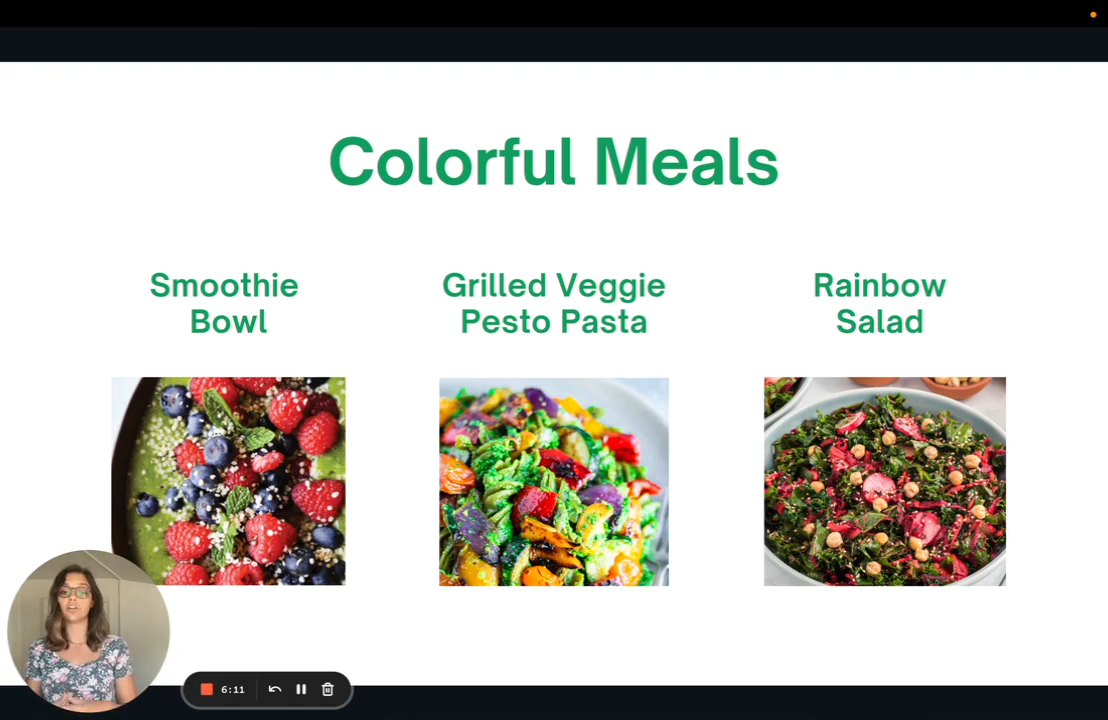 Colorful Meals
Smoothie
Bowl
Grilled Veggie
Pesto Pasta
Rainbow
Salad
6:11